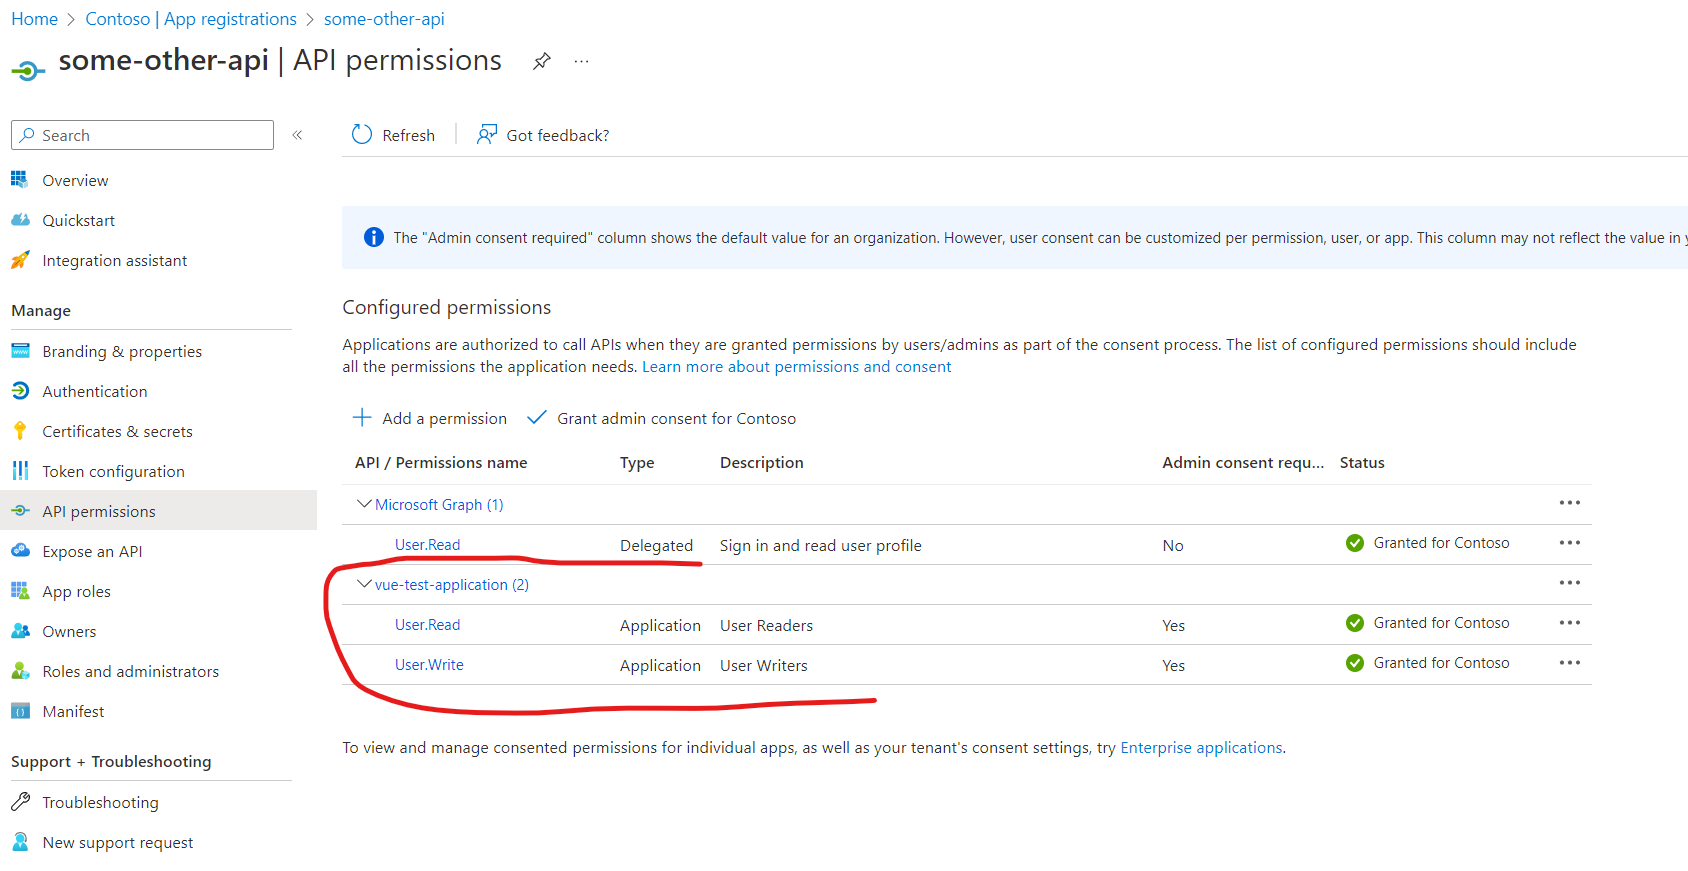 Home > Contoso | App registrations > some-other-api
some-other-api | API permissions
Search
Refresh
Got feedback?
Overview
Quickstart
Integration assistant
Manage
Branding & properties
Authentication
Certificates & secrets
Token configuration
API permissions
Expose an API
App roles
Owners
Roles and administrators
Manifest
Support + Troubleshooting
Troubleshooting
New support request
The "Admin consent required" column shows the default value for an organization. However, user consent can be customized per permission, user, or app. This column may not reflect the value in
Configured permissions
Applications are authorized to call APIs when they are granted permissions by users/admins as part of the consent process. The list of configured permissions should include
all the permissions the application needs. Learn more about permissions and consent
Add a permission Grant admin consent for Contoso
API / Permissions name Type Description Admin consent requ... Status
Microsoft Graph (1)
User.Read Delegated Sign in and read user profile No Granted for Contoso
vue-test-application (2)
User.Read Application User Readers Yes Granted for Contoso
User.Write Application User Writers Yes Granted for Contoso
To view and manage consented permissions for individual apps, as well as your tenant's consent settings, try Enterprise applications.